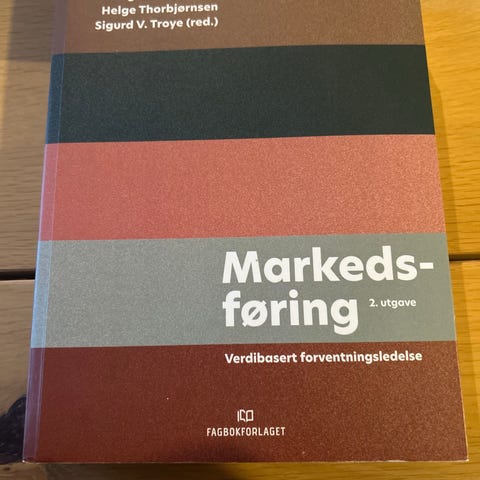 Helge Thorbjørnsen
Sigurd V. Troye (red.)
Markeds-
føring
2. utgave
Verdibasert forventningsledelse
FAGBOKFORLAGET